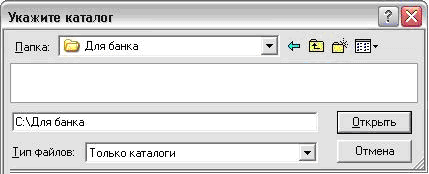 Укажите каталог
Папка: Для банка
С:\Для банка
Открыть
Тип файлов: Только каталоги
Отмена